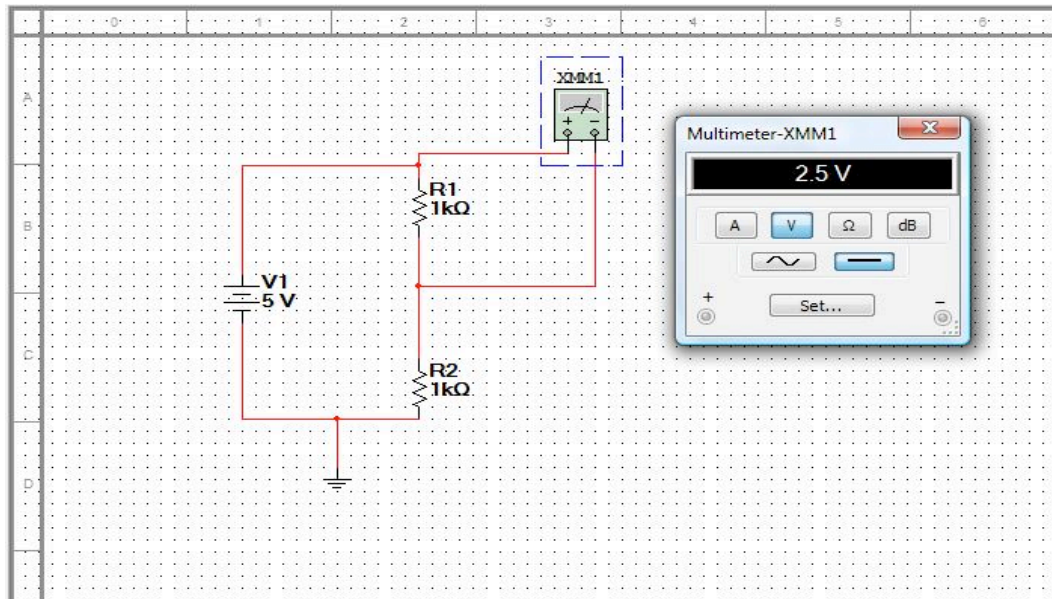 0 1 2 3 4 5 6
A
B
C
D
XMM1
+ −
R1
1kΩ
V1
5 V
R2
1kΩ
Multimeter-XMM1
2.5 V
A V Ω dB
+ Set... −